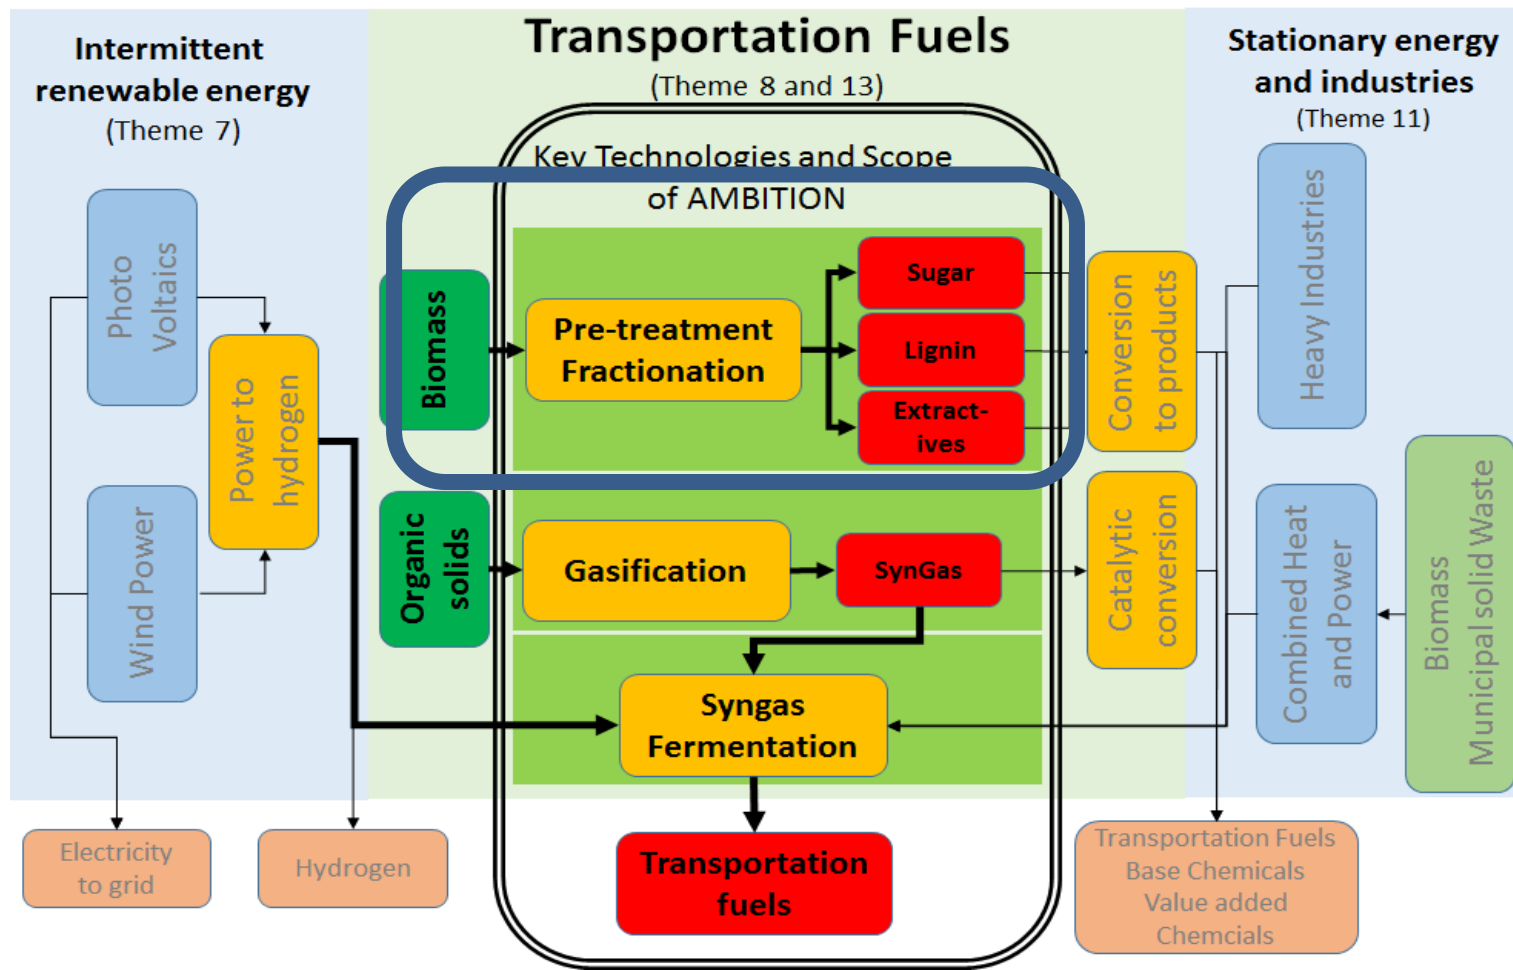 Intermittent
renewable energy
(Theme 7)
Transportation Fuels
(Theme 8 and 13)
Stationary energy
and industries
(Theme 11)
Key Technologies and Scope
of AMBITION
Photo
Voltaics
Wind Power
Power to
hydrogen
Electricity
to grid
Hydrogen
Biomass
Pre-treatment
Fractionation
Sugar
Lignin
Extract-
ives
Organic
solids
Gasification
SynGas
Syngas
Fermentation
Transportation
fuels
Conversion
to products
Catalytic
conversion
Heavy Industries
Combined Heat
and Power
Biomass
Municipal solid Waste
Transportation Fuels
Base Chemicals
Value added
Chemcials